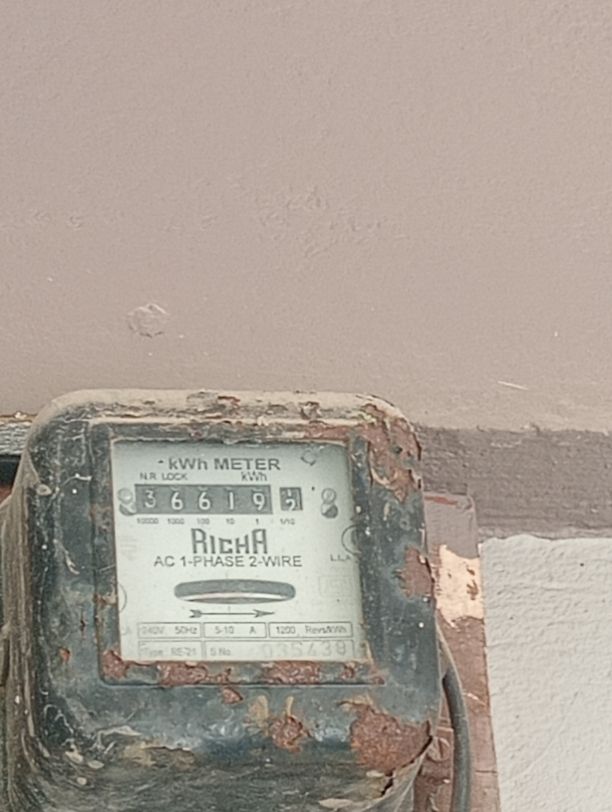 kWh METER
N.R LOCK kWh
3 6 6 1 9
10000 1000 100 10 1 1/10
RICHA
AC 1-PHASE 2-WIRE
240V 50Hz 5-10 A 1200 Revs/kWh
Type RE-21 S.No.